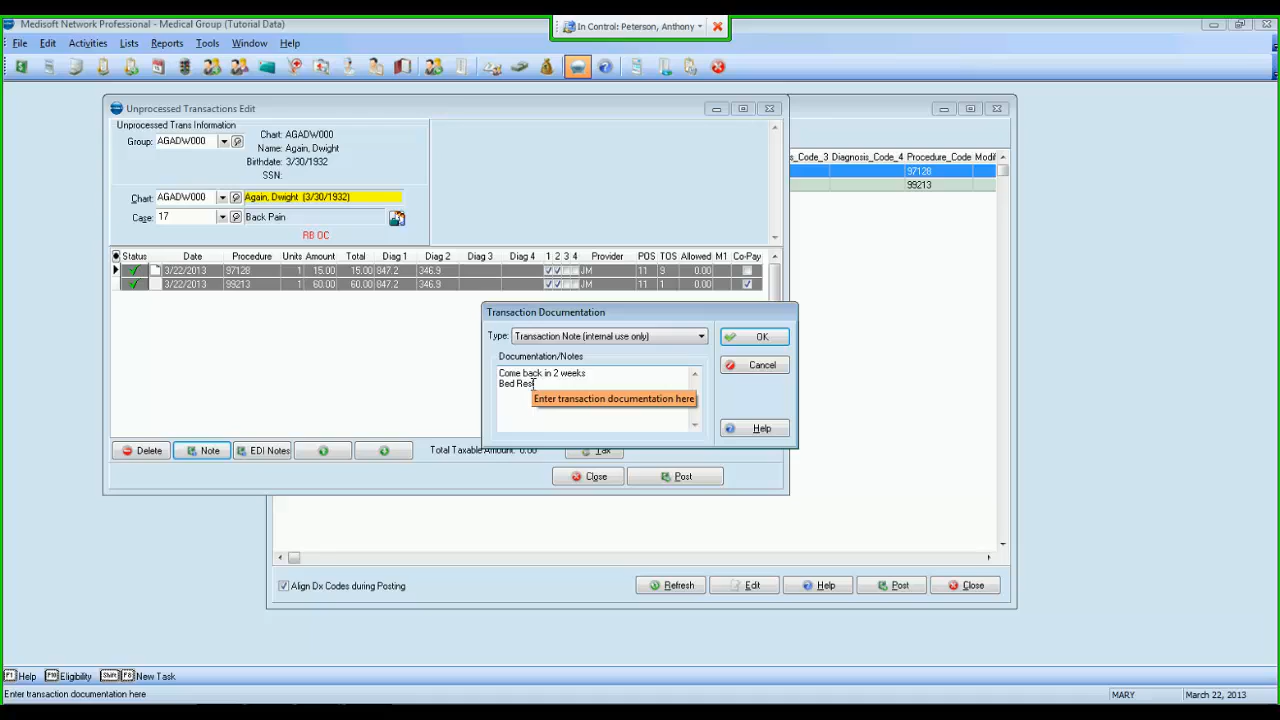 Medisoft Network Professional - Medical Group (Tutorial Data)
In Control: Peterson, Anthony
File Edit Activities Lists Reports Tools Window Help
Unprocessed Transactions Edit
Unprocessed Trans Information
Group: AGADW000
Chart: AGADW000
Name: Again, Dwight
Birthdate: 3/30/1932
SSN:
Chart: AGADW000 Again, Dwight (3/30/1932)
Case: 17 Back Pain
RB OC
Status Date Procedure Units Amount Total Diag 1 Diag 2 Diag 3 Diag 4 1 2 3 4 Provider POS TOS Allowed M1 Co-Pay
3/22/2013 97128 1 15.00 15.00 847.2 346.9 JM 11 9 0.00
3/22/2013 99213 1 60.00 60.00 847.2 346.9 JM 11 1 0.00
s_Code_3 Diagnosis_Code_4 Procedure_Code Modif
97128
99213
Transaction Documentation
Type: Transaction Note (internal use only)
Documentation/Notes
Come back in 2 weeks
Bed Rest
Enter transaction documentation here
OK
Cancel
Help
Delete Note EDI Notes Total Taxable Amount: 0.00 Tax
Close Post
Align Dx Codes during Posting Refresh Edit Help Post Close
F1 Help F10 Eligibility Shift F8 New Task
Enter transaction documentation here MARY March 22, 2013